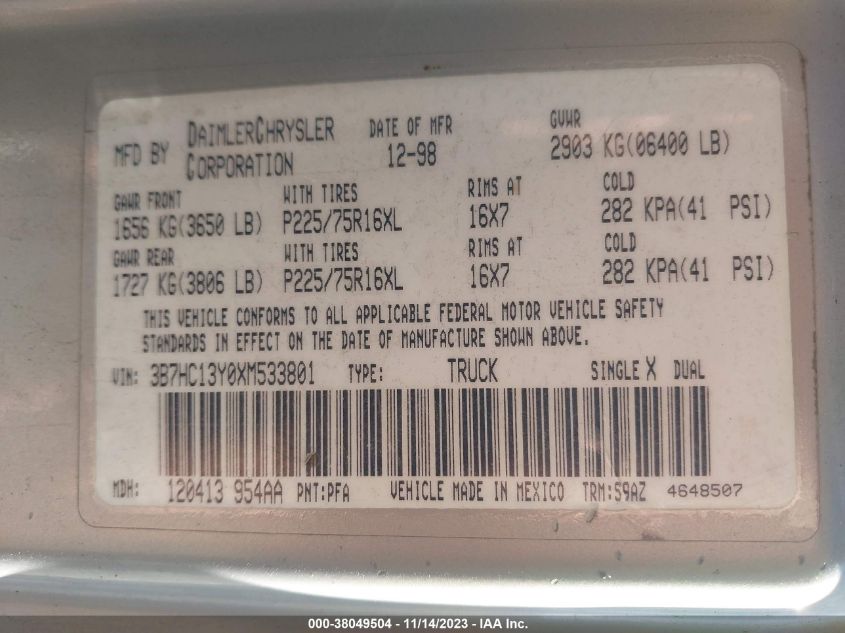 MFD BY DAIMLERCHRYSLER CORPORATION DATE OF MFR 12-98 GVWR 2903 KG(06400 LB)
GAWR FRONT WITH TIRES RIMS AT COLD
1656 KG(3650 LB) P225/75R16XL 16X7 282 KPA(41 PSI)
GAWR REAR WITH TIRES RIMS AT COLD
1727 KG(3806 LB) P225/75R16XL 16X7 282 KPA(41 PSI)
THIS VEHICLE CONFORMS TO ALL APPLICABLE FEDERAL MOTOR VEHICLE SAFETY
STANDARDS IN EFFECT ON THE DATE OF MANUFACTURE SHOWN ABOVE.
VIN: 3B7HC13Y0XM533801 TYPE: TRUCK SINGLE X DUAL
MDH: 120413 954AA PNT:PFA VEHICLE MADE IN MEXICO TRM:S9AZ 4648507
000-38049504 - 11/14/2023 - IAA Inc.